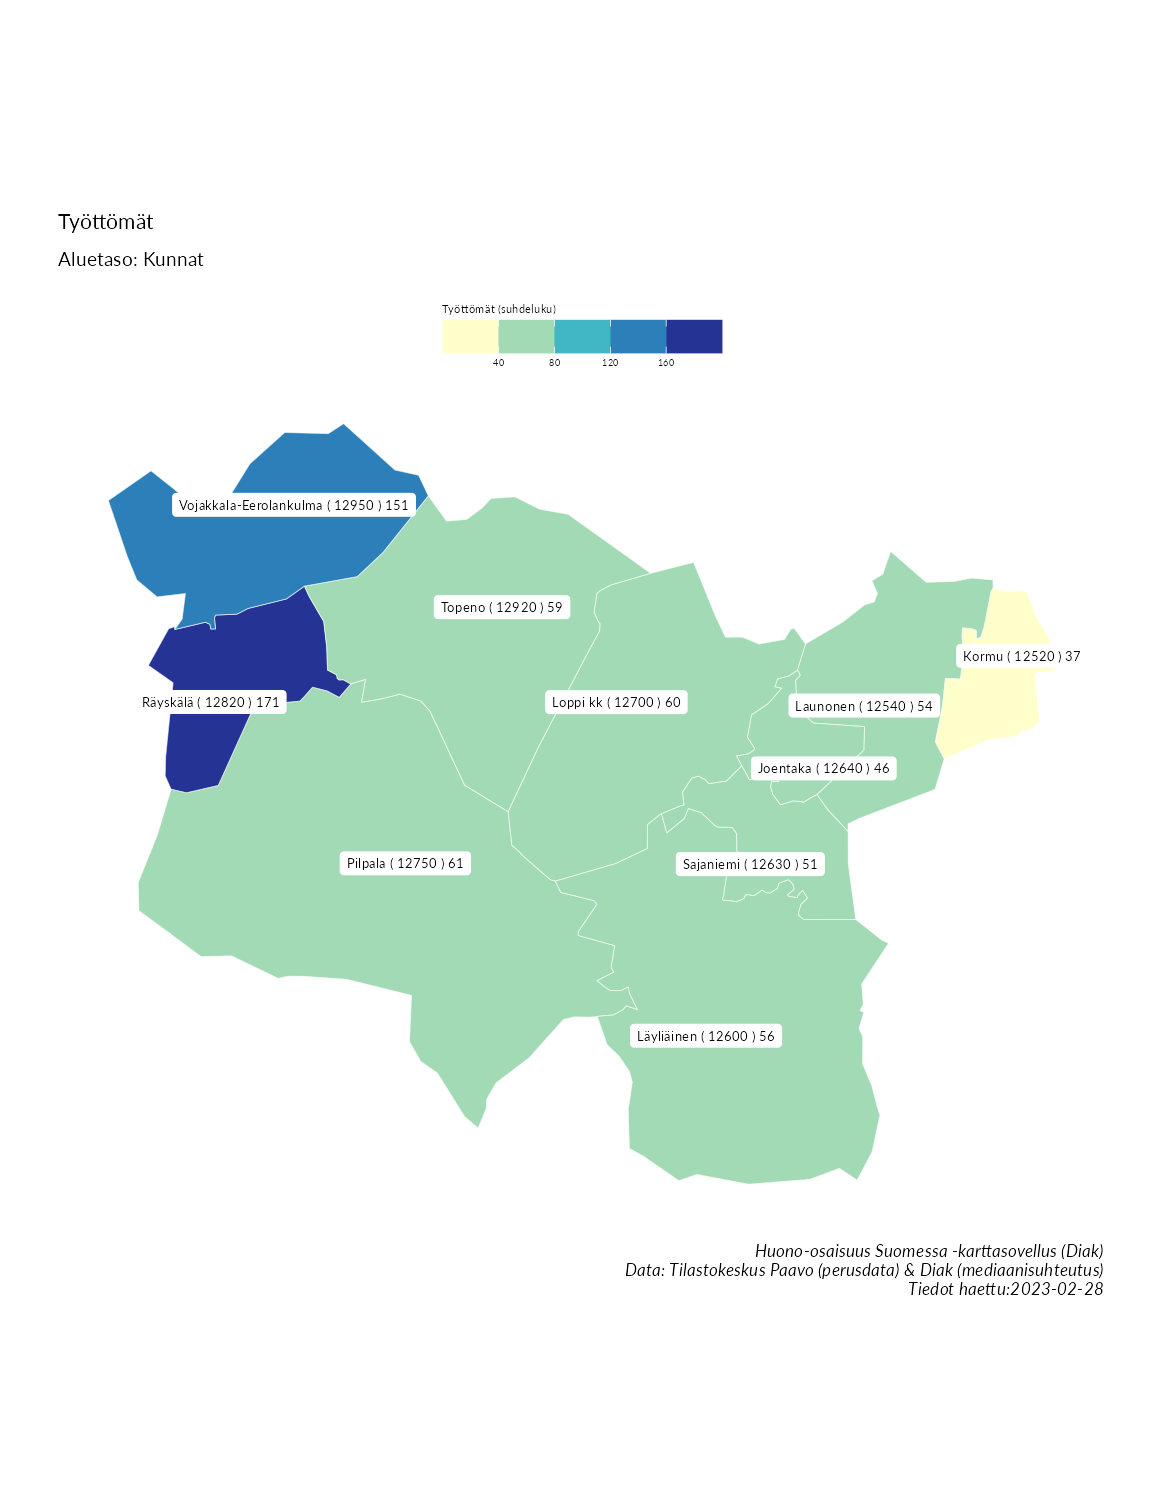 Työttömät
Aluetaso: Kunnat
Työttömät (suhdeluku)
40 80 120 160
Vojakkala-Eerolankulma ( 12950 ) 151
Topeno ( 12920 ) 59
Kormu ( 12520 ) 37
Räyskälä ( 12820 ) 171
Loppi kk ( 12700 ) 60
Launonen ( 12540 ) 54
Joentaka ( 12640 ) 46
Pilpala ( 12750 ) 61
Sajaniemi ( 12630 ) 51
Läyliäinen ( 12600 ) 56
Huono-osaisuus Suomessa -karttasovellus (Diak)
Data: Tilastokeskus Paavo (perusdata) & Diak (mediaanisuhteutus)
Tiedot haettu:2023-02-28